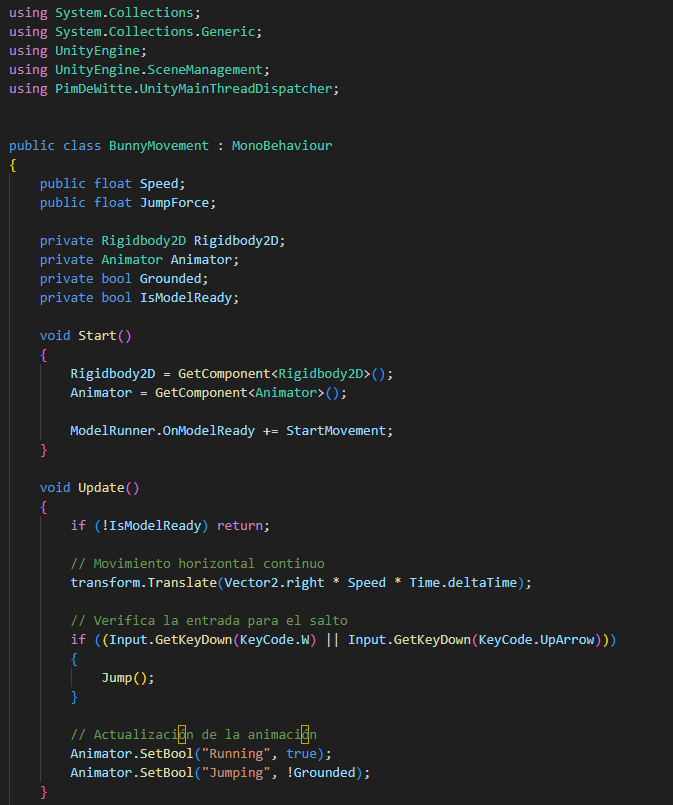 using System.Collections;
using System.Collections.Generic;
using UnityEngine;
using UnityEngine.SceneManagement;
using PimDeWitte.UnityMainThreadDispatcher;
public class BunnyMovement : MonoBehaviour
{
public float Speed;
public float JumpForce;
private Rigidbody2D Rigidbody2D;
private Animator Animator;
private bool Grounded;
private bool IsModelReady;
void Start()
{
Rigidbody2D = GetComponent<Rigidbody2D>();
Animator = GetComponent<Animator>();
ModelRunner.OnModelReady += StartMovement;
}
void Update()
{
if (!IsModelReady) return;
// Movimiento horizontal continuo
transform.Translate(Vector2.right * Speed * Time.deltaTime);
// Verifica la entrada para el salto
if ((Input.GetKeyDown(KeyCode.W) || Input.GetKeyDown(KeyCode.UpArrow)))
{
Jump();
}
// Actualización de la animación
Animator.SetBool("Running", true);
Animator.SetBool("Jumping", !Grounded);
}